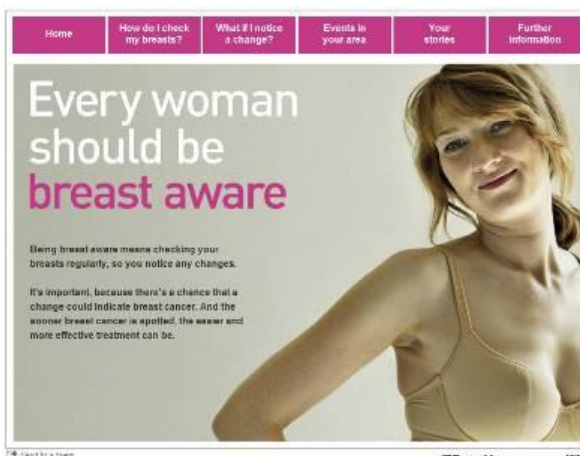 Home
How do I check
my breasts?
What if I notice
a change?
Events in
your area
Your
stories
Further
information
Every woman
should be
breast aware
Being breast aware means checking your
breasts regularly, so you notice any changes.
It's important, because there's a chance that a
change could indicate breast cancer. And the
sooner breast cancer is spotted, the easier and
more effective treatment can be.